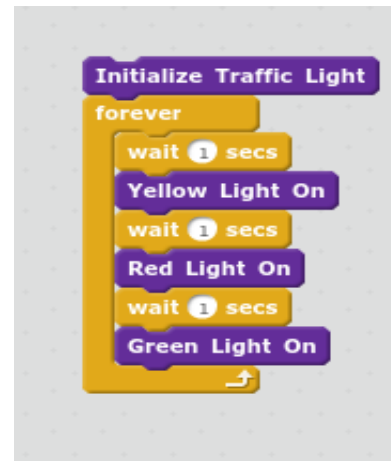 Initialize Traffic Light
forever
wait 1 secs
Yellow Light On
wait 1 secs
Red Light On
wait 1 secs
Green Light On